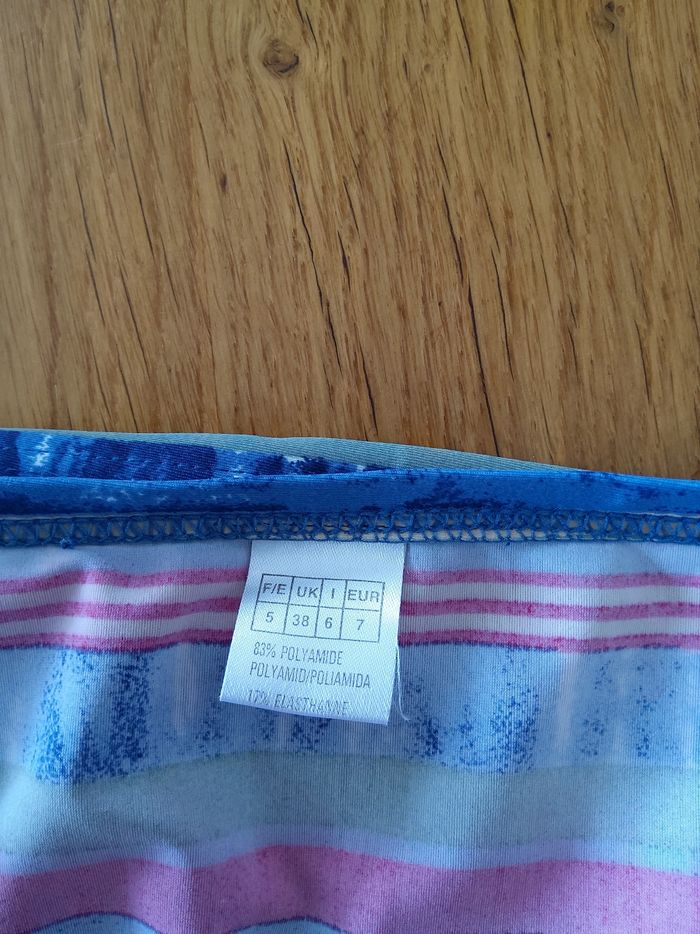 F/E UK I EUR
5 38 6 7
83% POLYAMIDE
POLYAMID/POLIAMIDA
17% ELASTHANNE